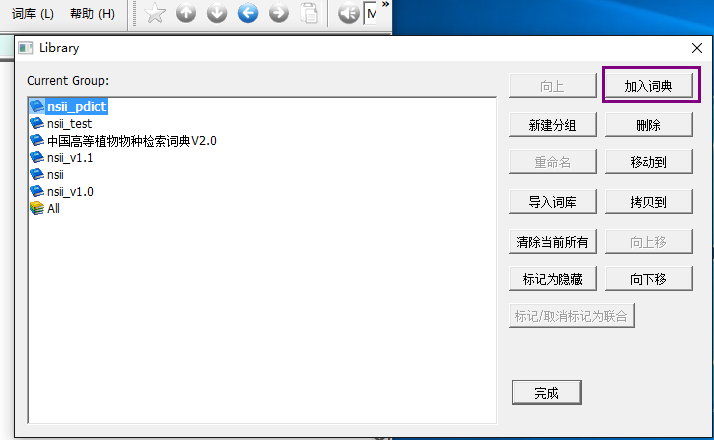 词库 (L) 帮助 (H) M »
Library
Current Group:
nsii_pdict
nsii_test
中国高等植物物种检索词典V2.0
nsii_v1.1
nsii
nsii_v1.0
All
向上 加入词典
新建分组 删除
重命名 移动到
导入词库 拷贝到
清除当前所有 向上移
标记为隐藏 向下移
标记/取消标记为联合
完成